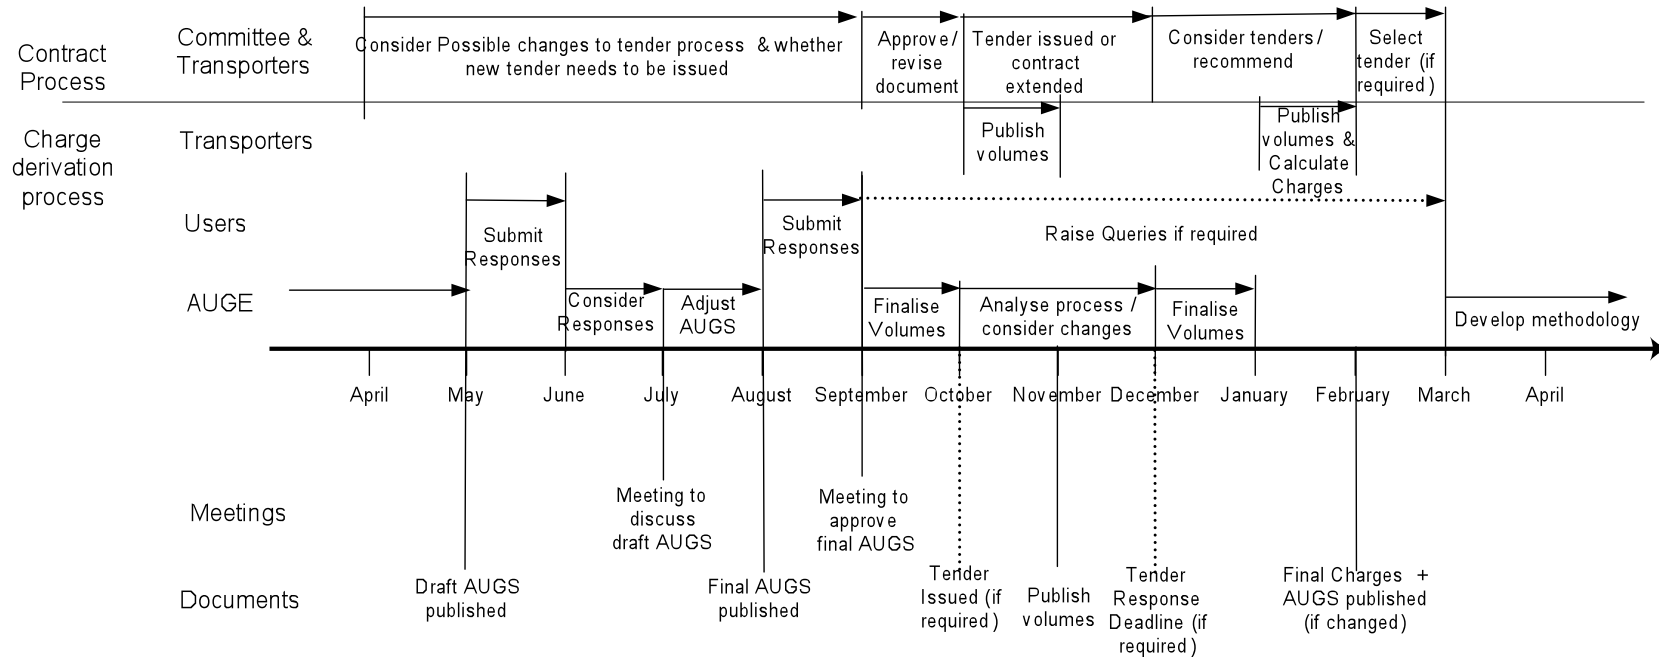 Contract
Process
Committee &
Transporters
Consider Possible changes to tender process & whether
new tender needs to be issued
Approve/
revise
document
Tender issued or
contract
extended
Consider tenders/
recommend
Select
tender (if
required)
Charge
derivation
process
Transporters
Publish
volumes
Publish
volumes &
Calculate
Charges
Users
Submit
Responses
Submit
Responses
Raise Queries if required
AUGE
Consider
Responses
Adjust
AUGS
Finalise
Volumes
Analyse process /
consider changes
Finalise
Volumes
Develop methodology
April
May
June
July
August
September
October
November
December
January
February
March
April
Meetings
Meeting to
discuss
draft AUGS
Meeting to
approve
final AUGS
Documents
Draft AUGS
published
Final AUGS
published
Tender
Issued (if
required)
Publish
volumes
Tender
Response
Deadline (if
required)
Final Charges +
AUGS published
(if changed)